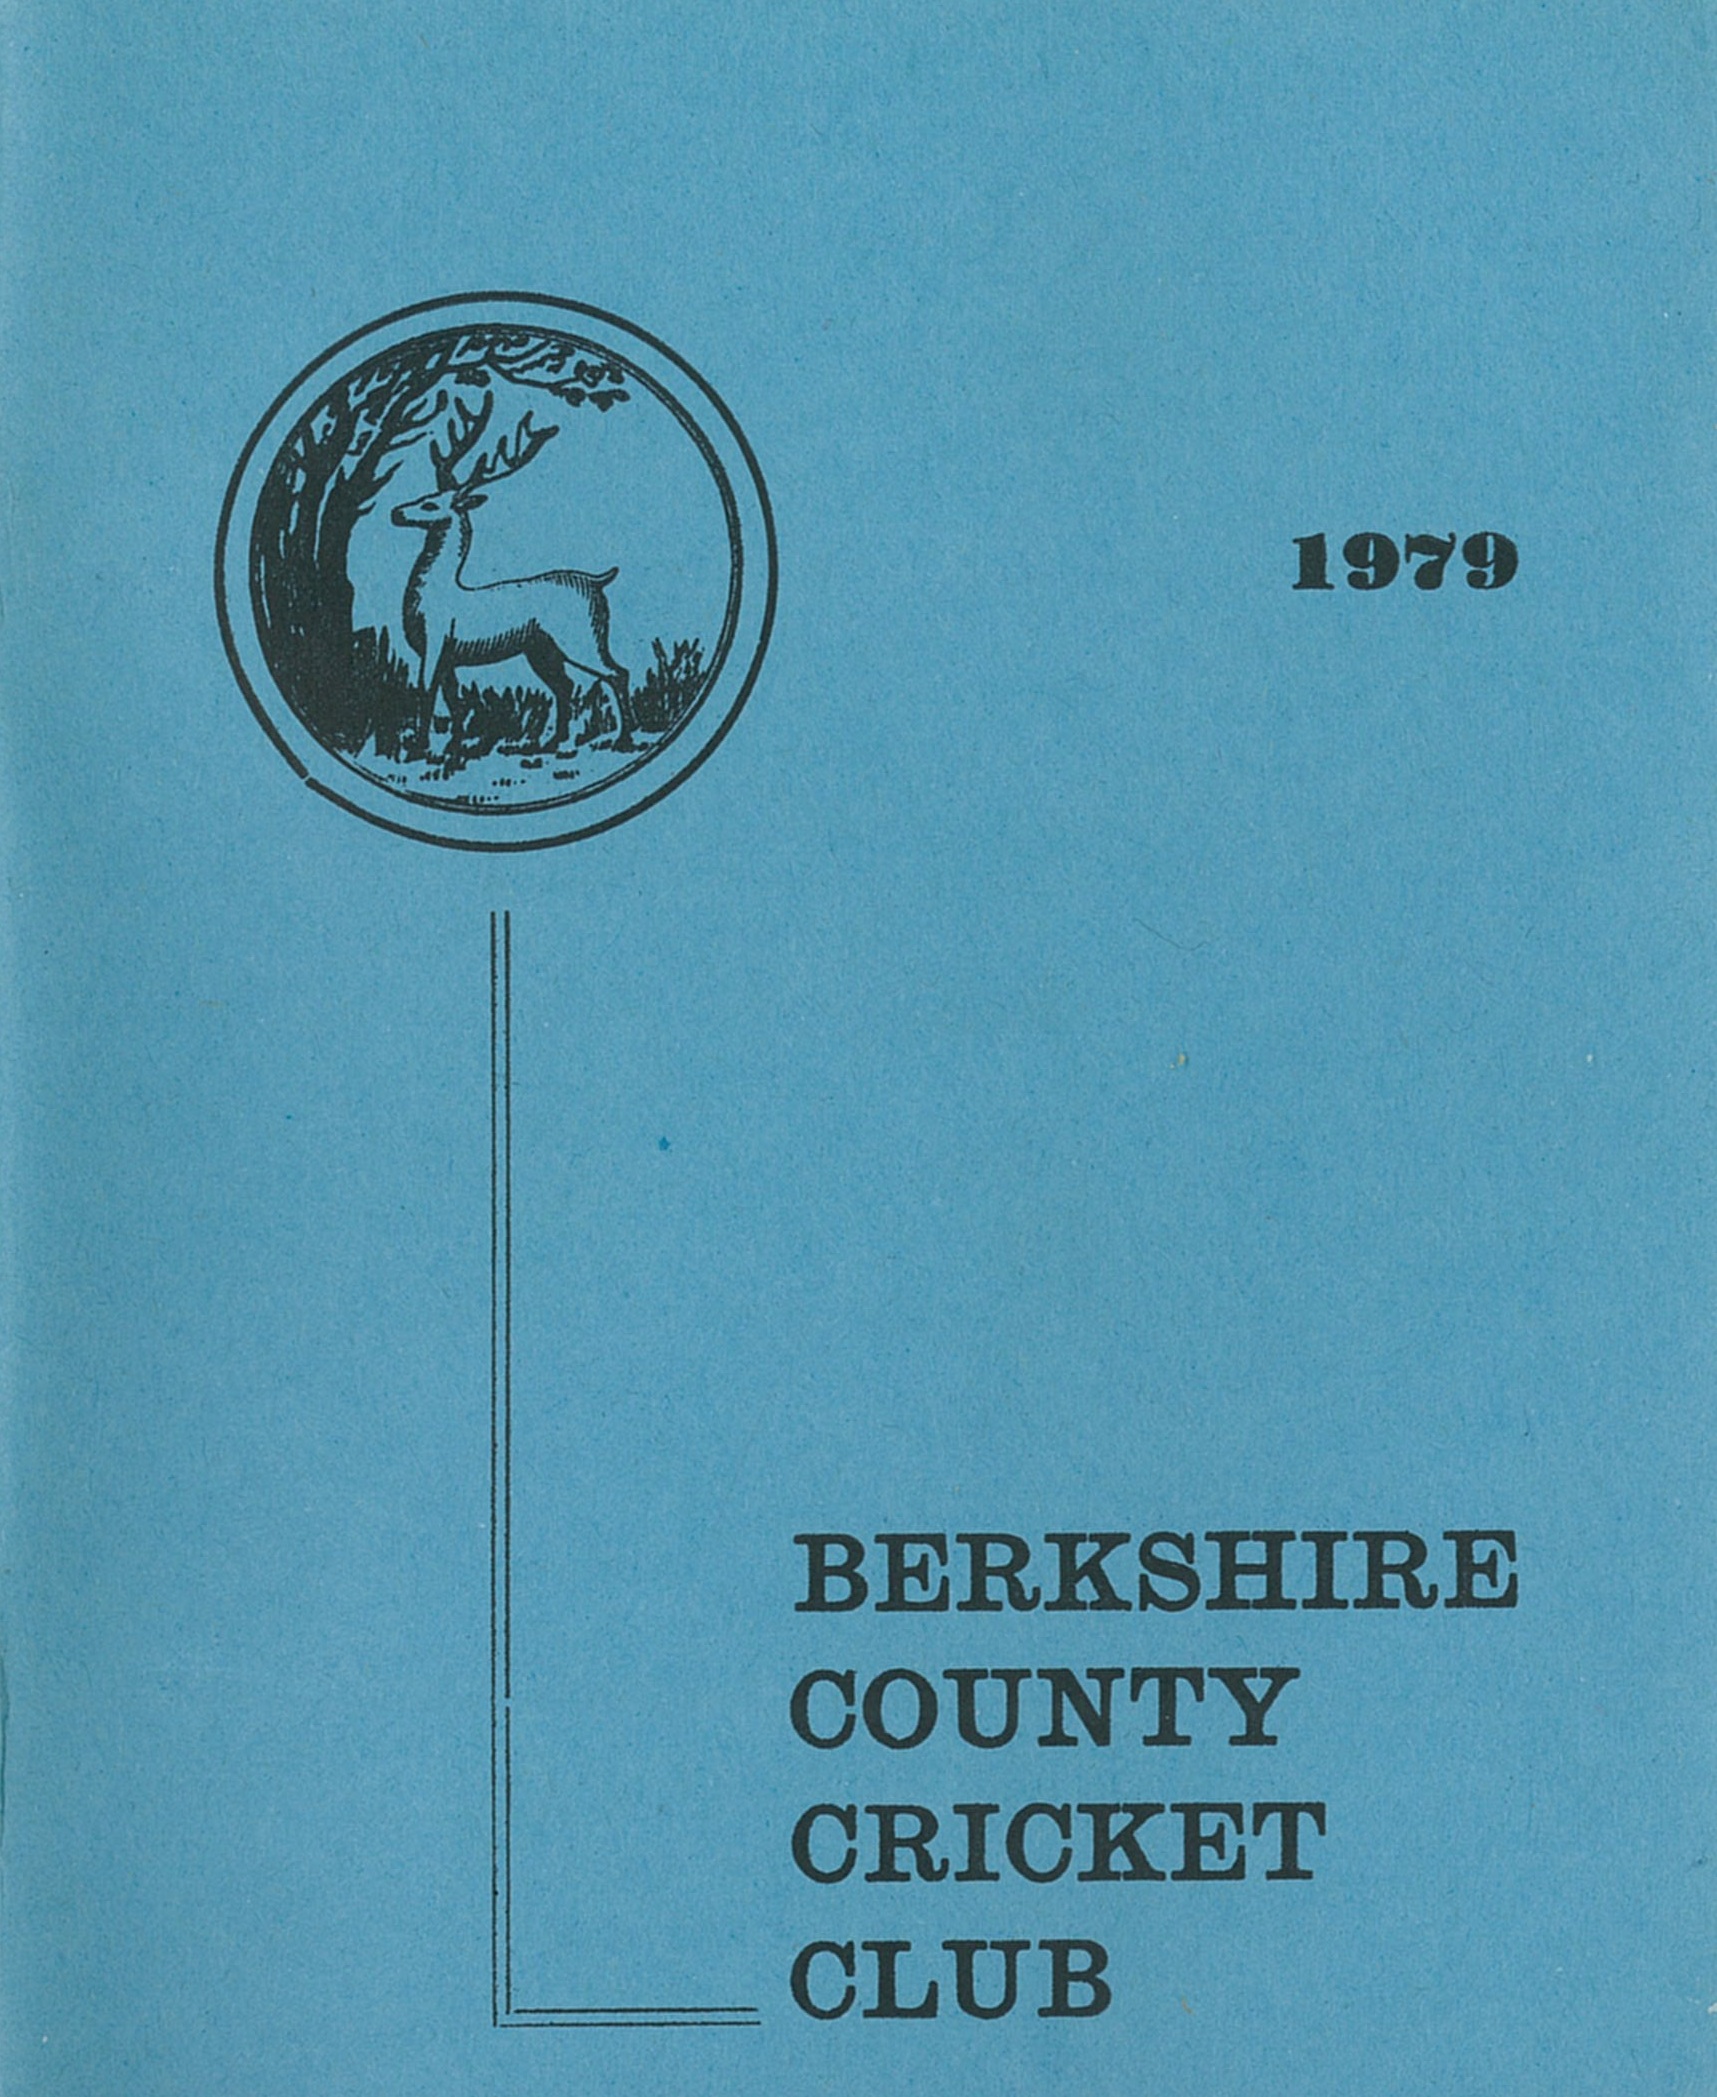 1979
BERKSHIRE
COUNTY
CRICKET
CLUB